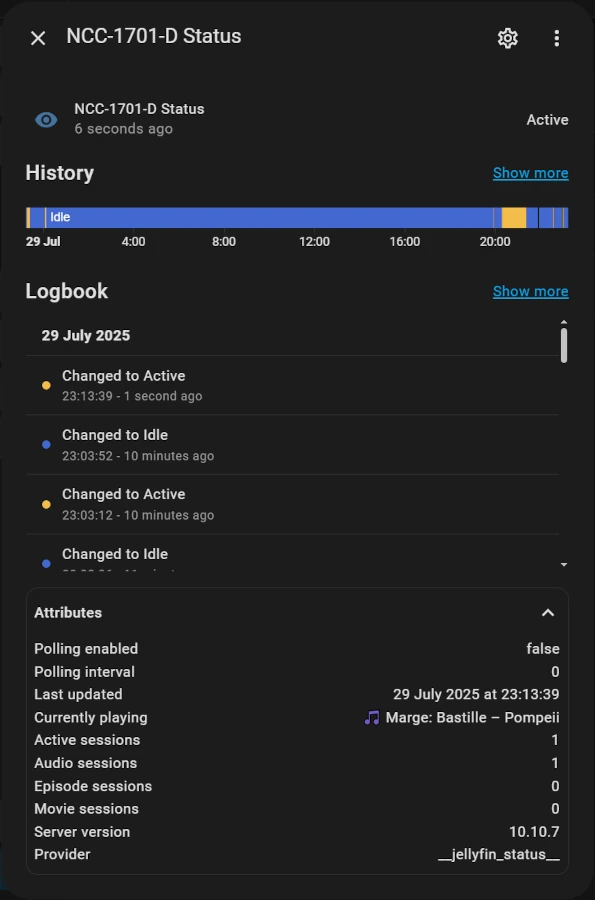 NCC-1701-D Status
NCC-1701-D Status
6 seconds ago
Active
History
Show more
Idle
29 Jul 4:00 8:00 12:00 16:00 20:00
Logbook
Show more
29 July 2025
Changed to Active
23:13:39 - 1 second ago
Changed to Idle
23:03:52 - 10 minutes ago
Changed to Active
23:03:12 - 10 minutes ago
Changed to Idle
Attributes
Polling enabled false
Polling interval 0
Last updated 29 July 2025 at 23:13:39
Currently playing 🎵 Marge: Bastille – Pompeii
Active sessions 1
Audio sessions 1
Episode sessions 0
Movie sessions 0
Server version 10.10.7
Provider __jellyfin_status__